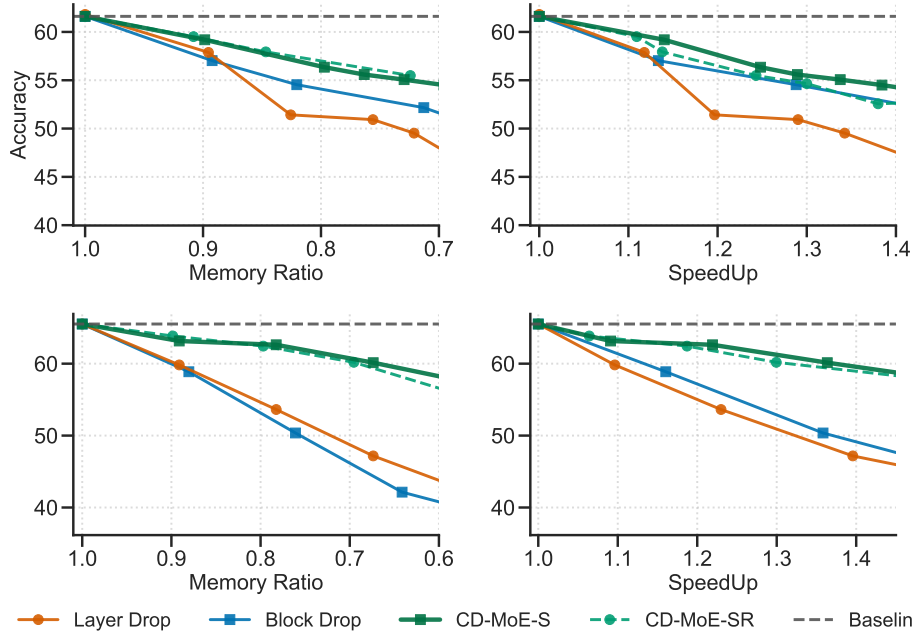 60
55
50
45
40
Accuracy
1.0 0.9 0.8 0.7
Memory Ratio
60
55
50
45
40
1.0 1.1 1.2 1.3 1.4
SpeedUp
60
50
40
1.0 0.9 0.8 0.7 0.6
Memory Ratio
60
50
40
1.0 1.1 1.2 1.3 1.4
SpeedUp
Layer Drop Block Drop CD-MoE-S CD-MoE-SR Baselin